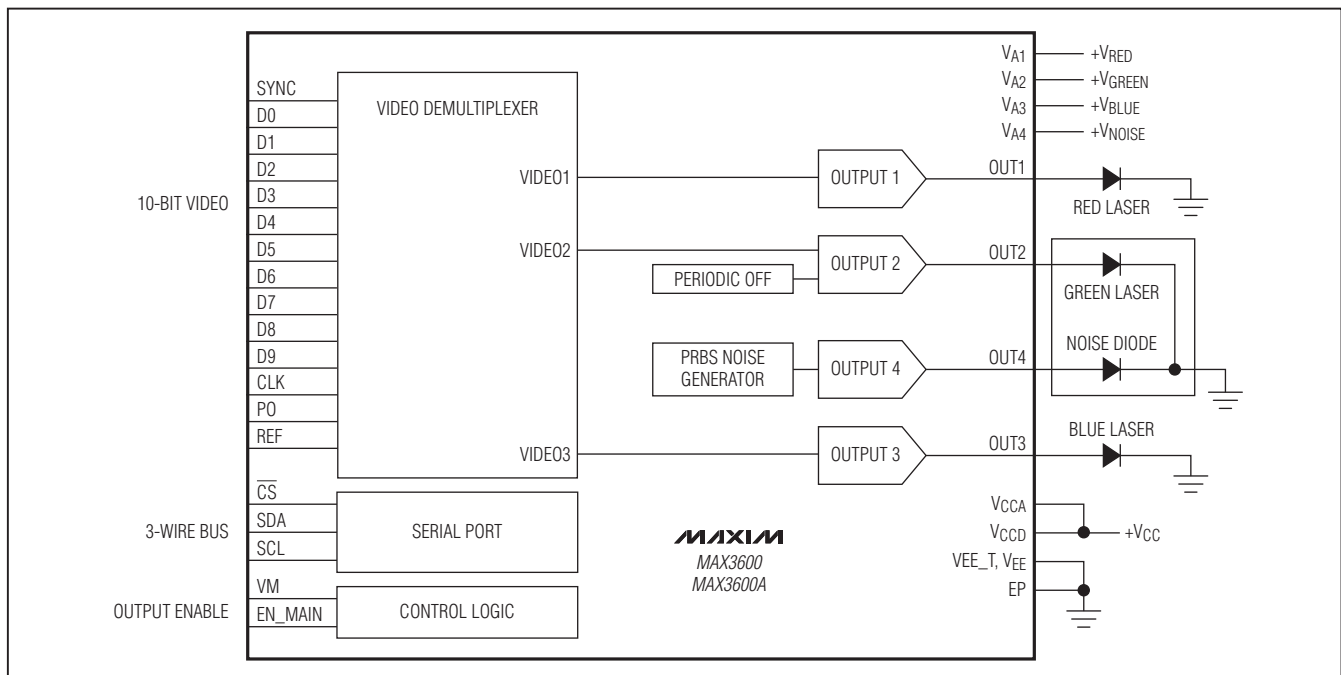 10-BIT VIDEO
SYNC
D0
D1
D2
D3
D4
D5
D6
D7
D8
D9
CLK
PO
REF
VIDEO DEMULTIPLEXER
VIDEO1
VIDEO2
VIDEO3
OUTPUT 1
OUTPUT 2
PERIODIC OFF
PRBS NOISE
GENERATOR
OUTPUT 4
OUTPUT 3
VA1 +VRED
VA2 +VGREEN
VA3 +VBLUE
VA4 +VNOISE
OUT1
RED LASER
OUT2
GREEN LASER
NOISE DIODE
OUT4
BLUE LASER
OUT3
3-WIRE BUS
C̅S̅
SDA
SCL
SERIAL PORT
OUTPUT ENABLE
VM
EN_MAIN
CONTROL LOGIC
MAXIM
MAX3600
MAX3600A
VCCA
VCCD +VCC
VEE_T, VEE
EP